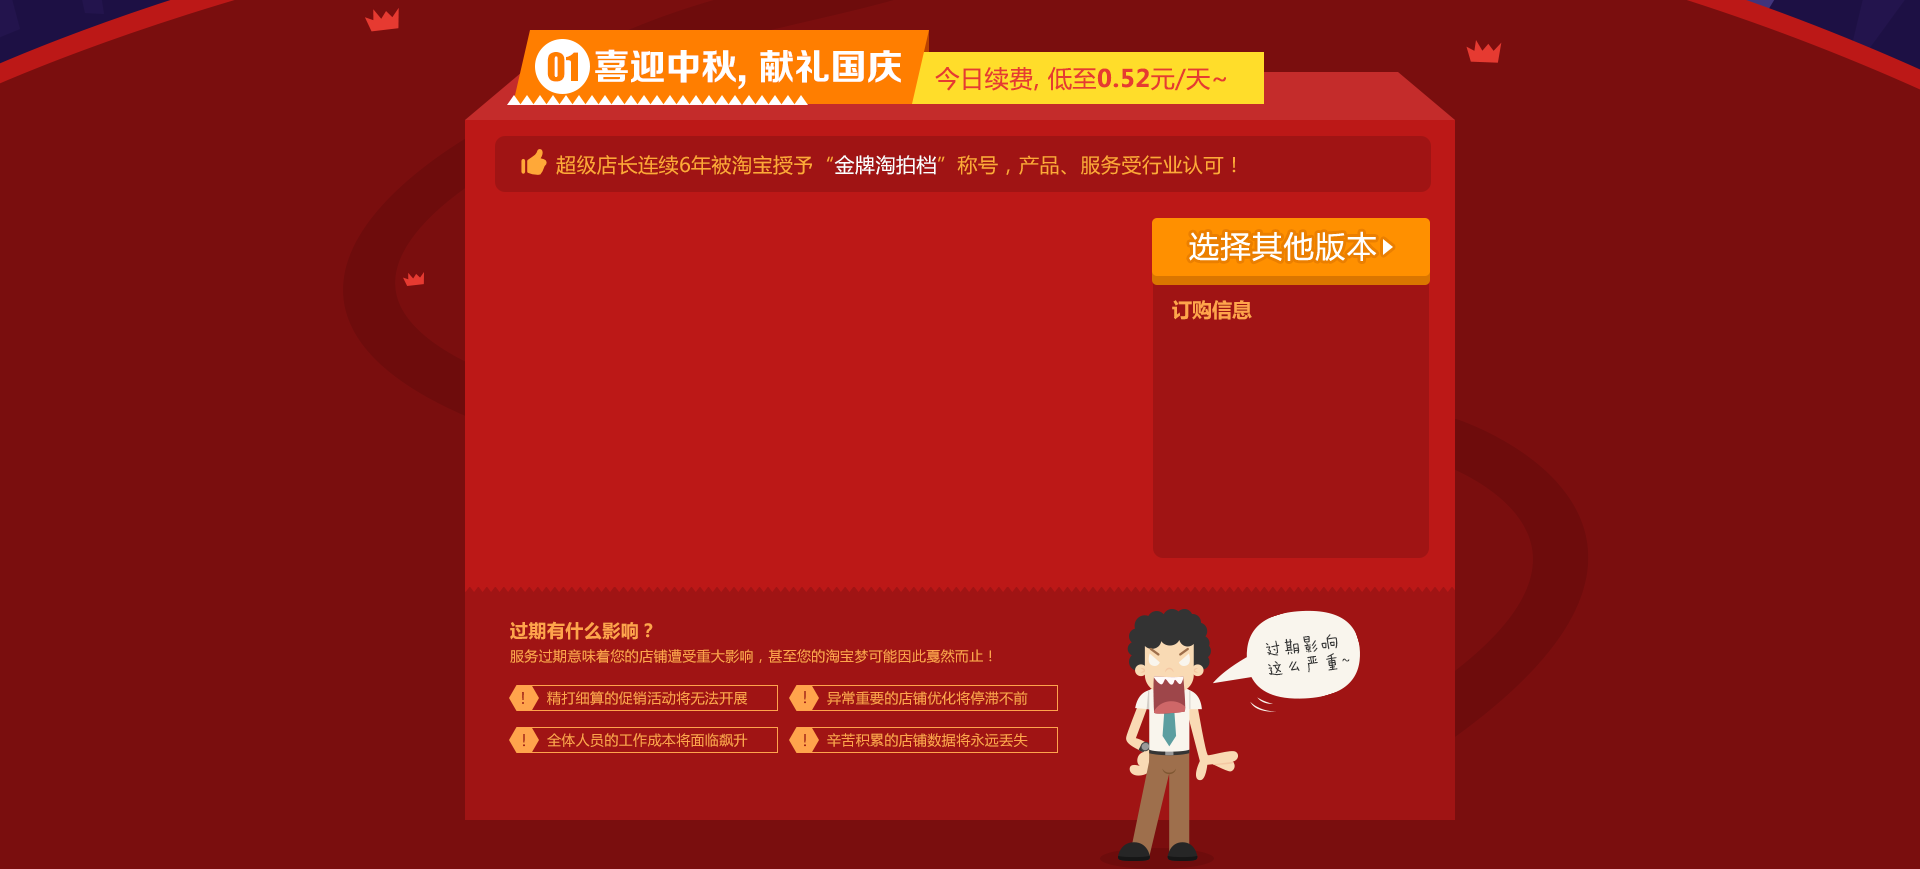 01 喜迎中秋, 献礼国庆
今日续费, 低至0.52元/天~
超级店长连续6年被淘宝授予“金牌淘拍档”称号，产品、服务受行业认可！
选择其他版本
订购信息
过期有什么影响？
服务过期意味着您的店铺遭受重大影响，甚至您的淘宝梦可能因此戛然而止！
! 精打细算的促销活动将无法开展
! 异常重要的店铺优化将停滞不前
! 全体人员的工作成本将面临飙升
! 辛苦积累的店铺数据将永远丢失
过期影响
这么严重~